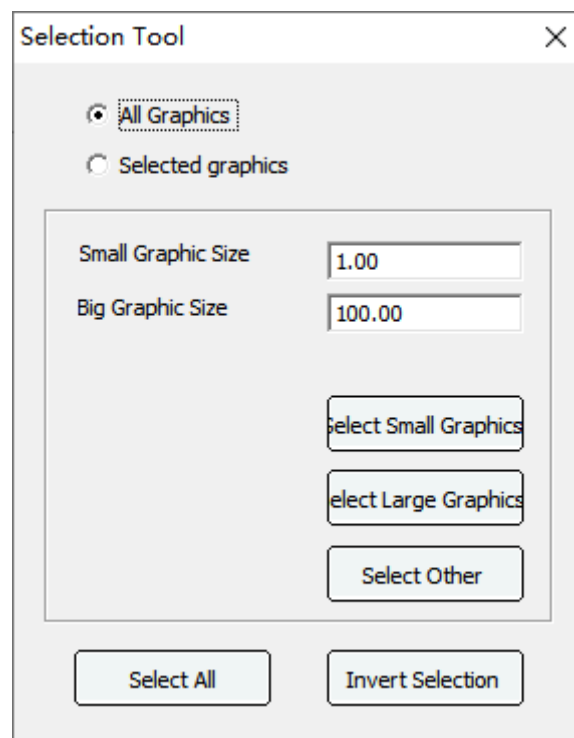 Selection Tool
All Graphics
Selected graphics
Small Graphic Size 1.00
Big Graphic Size 100.00
Select Small Graphics
elect Large Graphics
Select Other
Select All Invert Selection